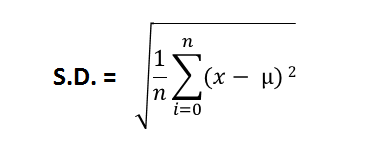 S.D. = √(1/n ∑_{i=0}^{n} (x − μ)²)